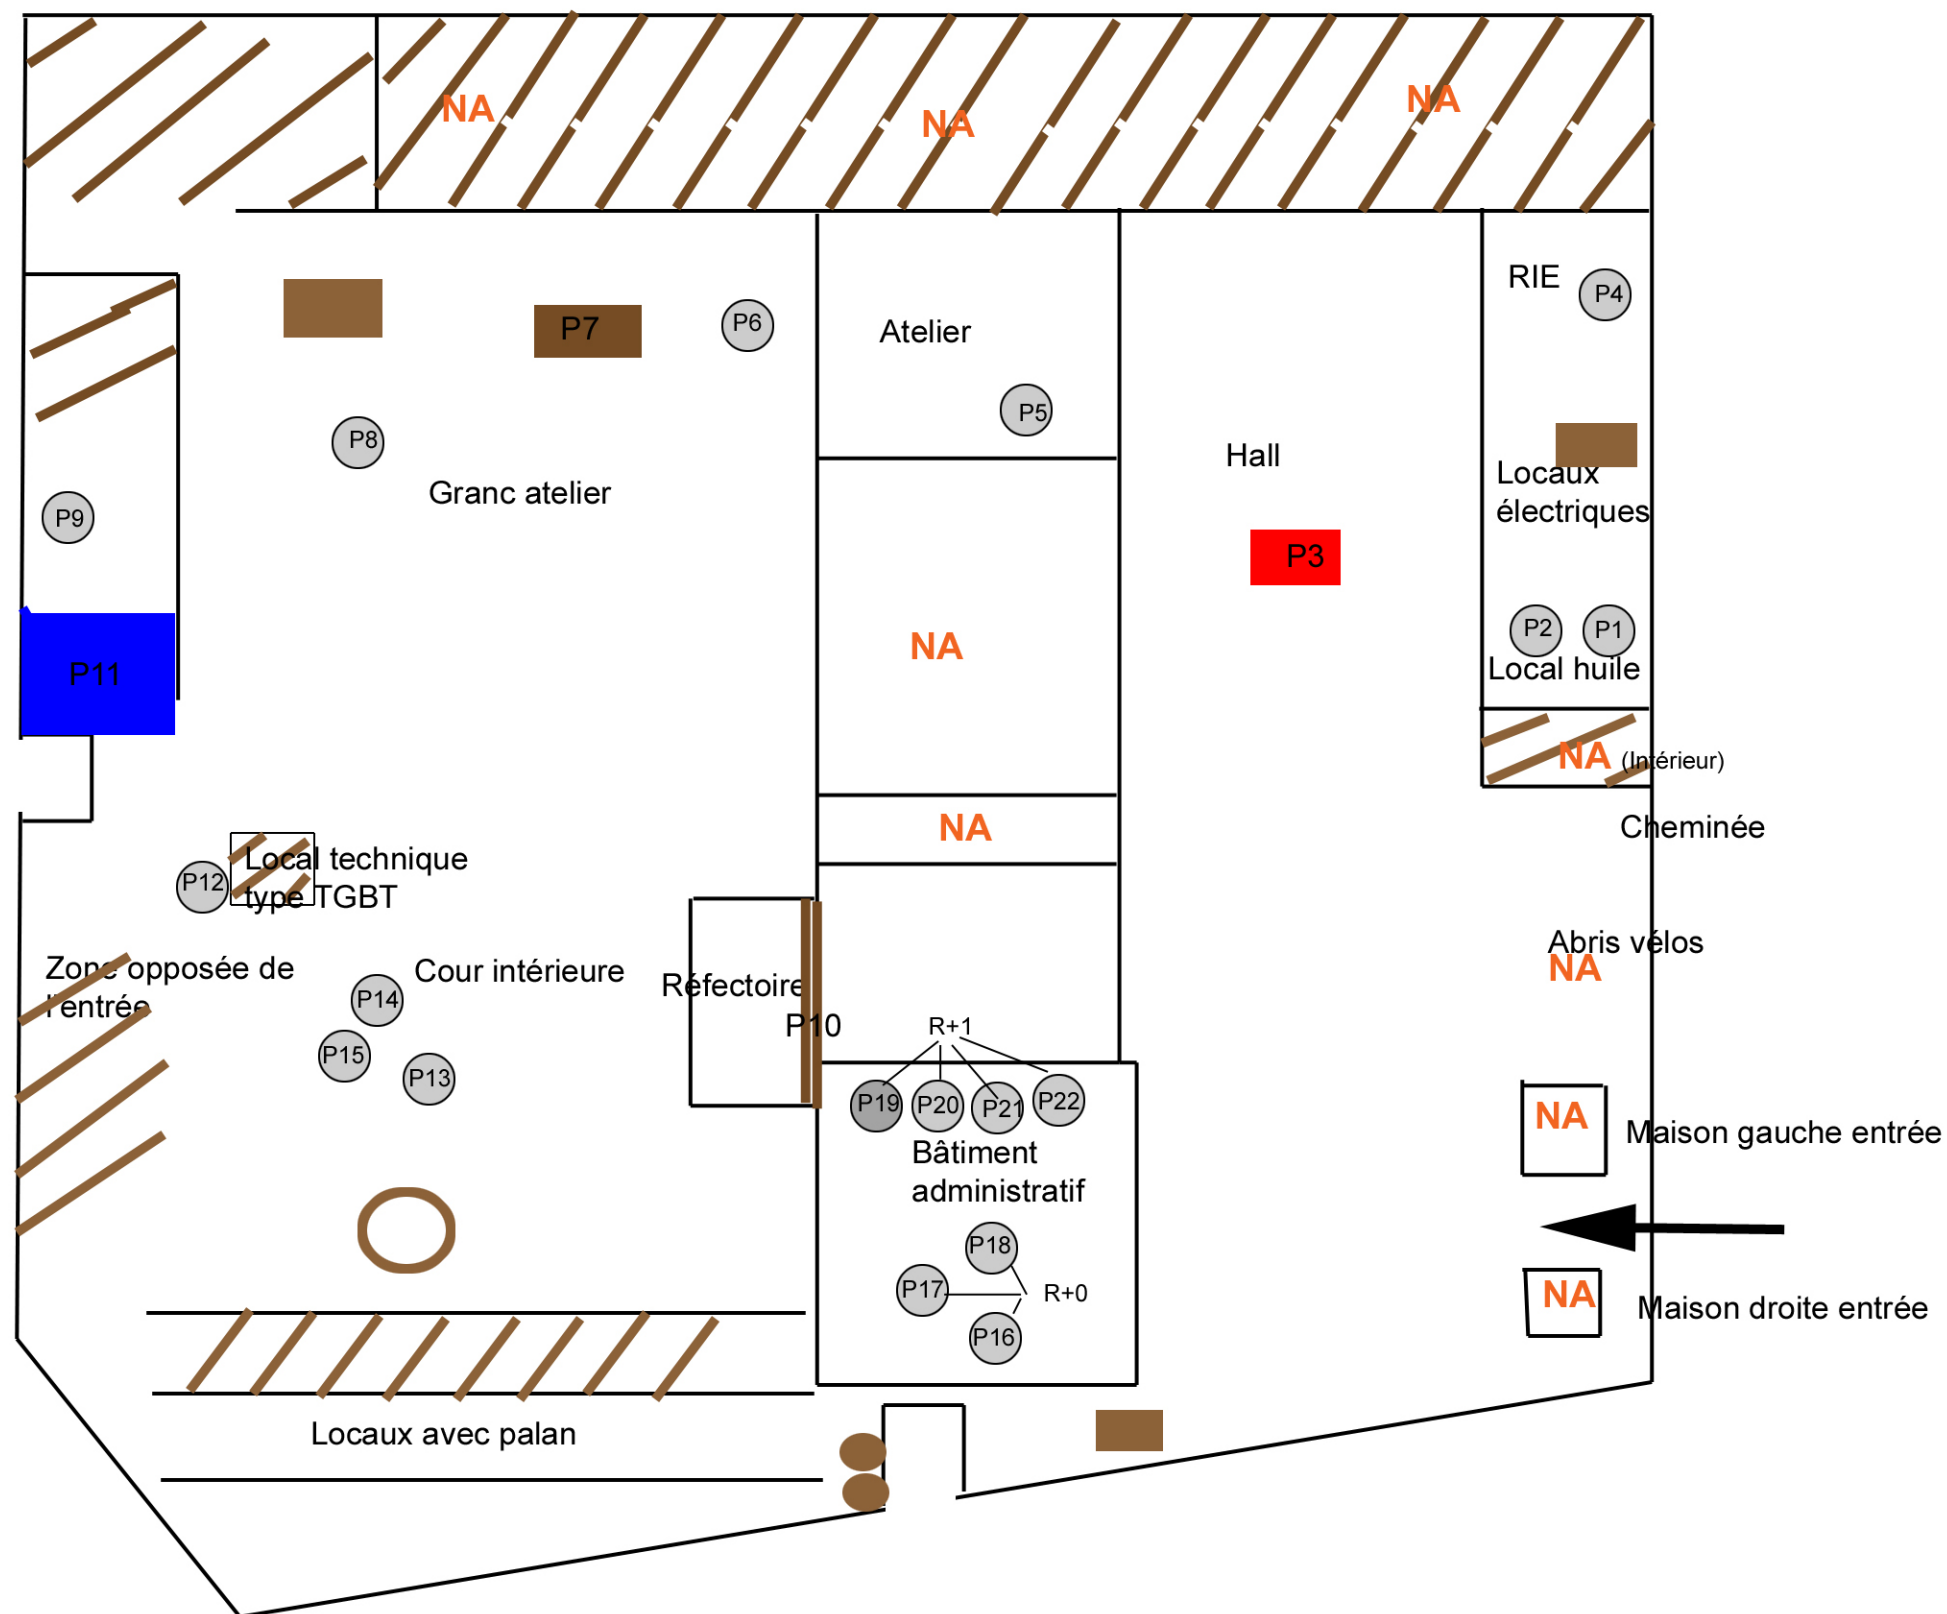 NA
NA
NA
RIE
P4
P7
P6
Atelier
P5
P8
Hall
Granc atelier
Locaux
électriques
P9
P3
P2
P1
NA
Local huile
P11
NA (Intérieur)
NA
Cheminée
Local technique
type TGBT
P12
Abris vélos
NA
Zone opposée de
l'entrée
Cour intérieure
Réfectoire
P14
P10
R+1
P15
P13
P19
P20
P21
P22
NA
Maison gauche entrée
Bâtiment
administratif
P18
P17
R+0
NA
Maison droite entrée
P16
Locaux avec palan